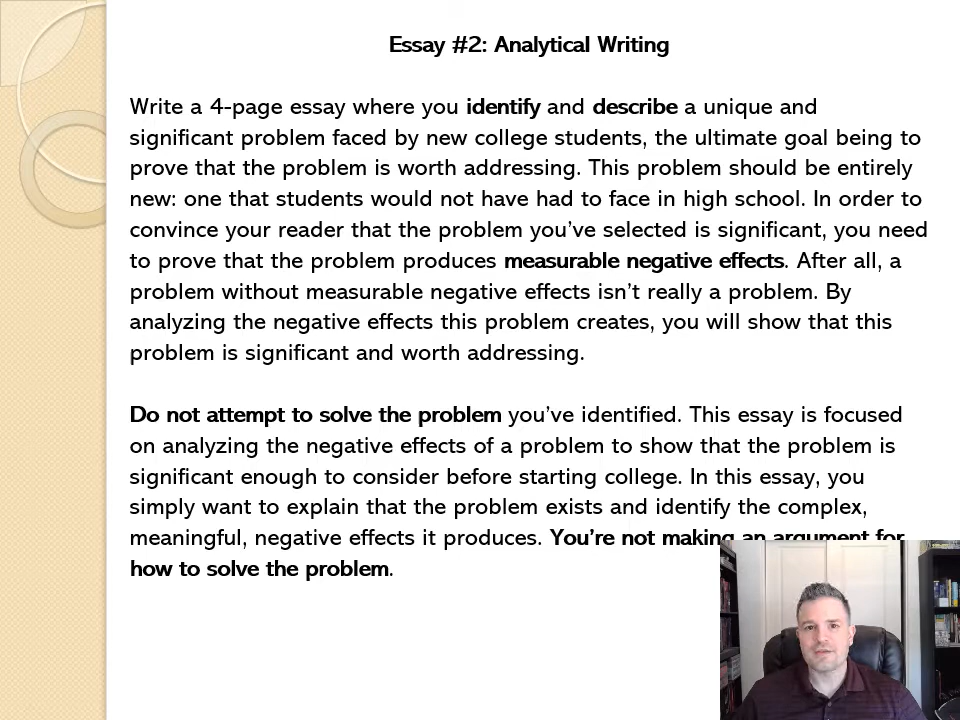 Essay #2: Analytical Writing
Write a 4-page essay where you identify and describe a unique and
significant problem faced by new college students, the ultimate goal being to
prove that the problem is worth addressing. This problem should be entirely
new: one that students would not have had to face in high school. In order to
convince your reader that the problem you’ve selected is significant, you need
to prove that the problem produces measurable negative effects. After all, a
problem without measurable negative effects isn’t really a problem. By
analyzing the negative effects this problem creates, you will show that this
problem is significant and worth addressing.
Do not attempt to solve the problem you’ve identified. This essay is focused
on analyzing the negative effects of a problem to show that the problem is
significant enough to consider before starting college. In this essay, you
simply want to explain that the problem exists and identify the complex,
meaningful, negative effects it produces. You’re not making an argument for
how to solve the problem.